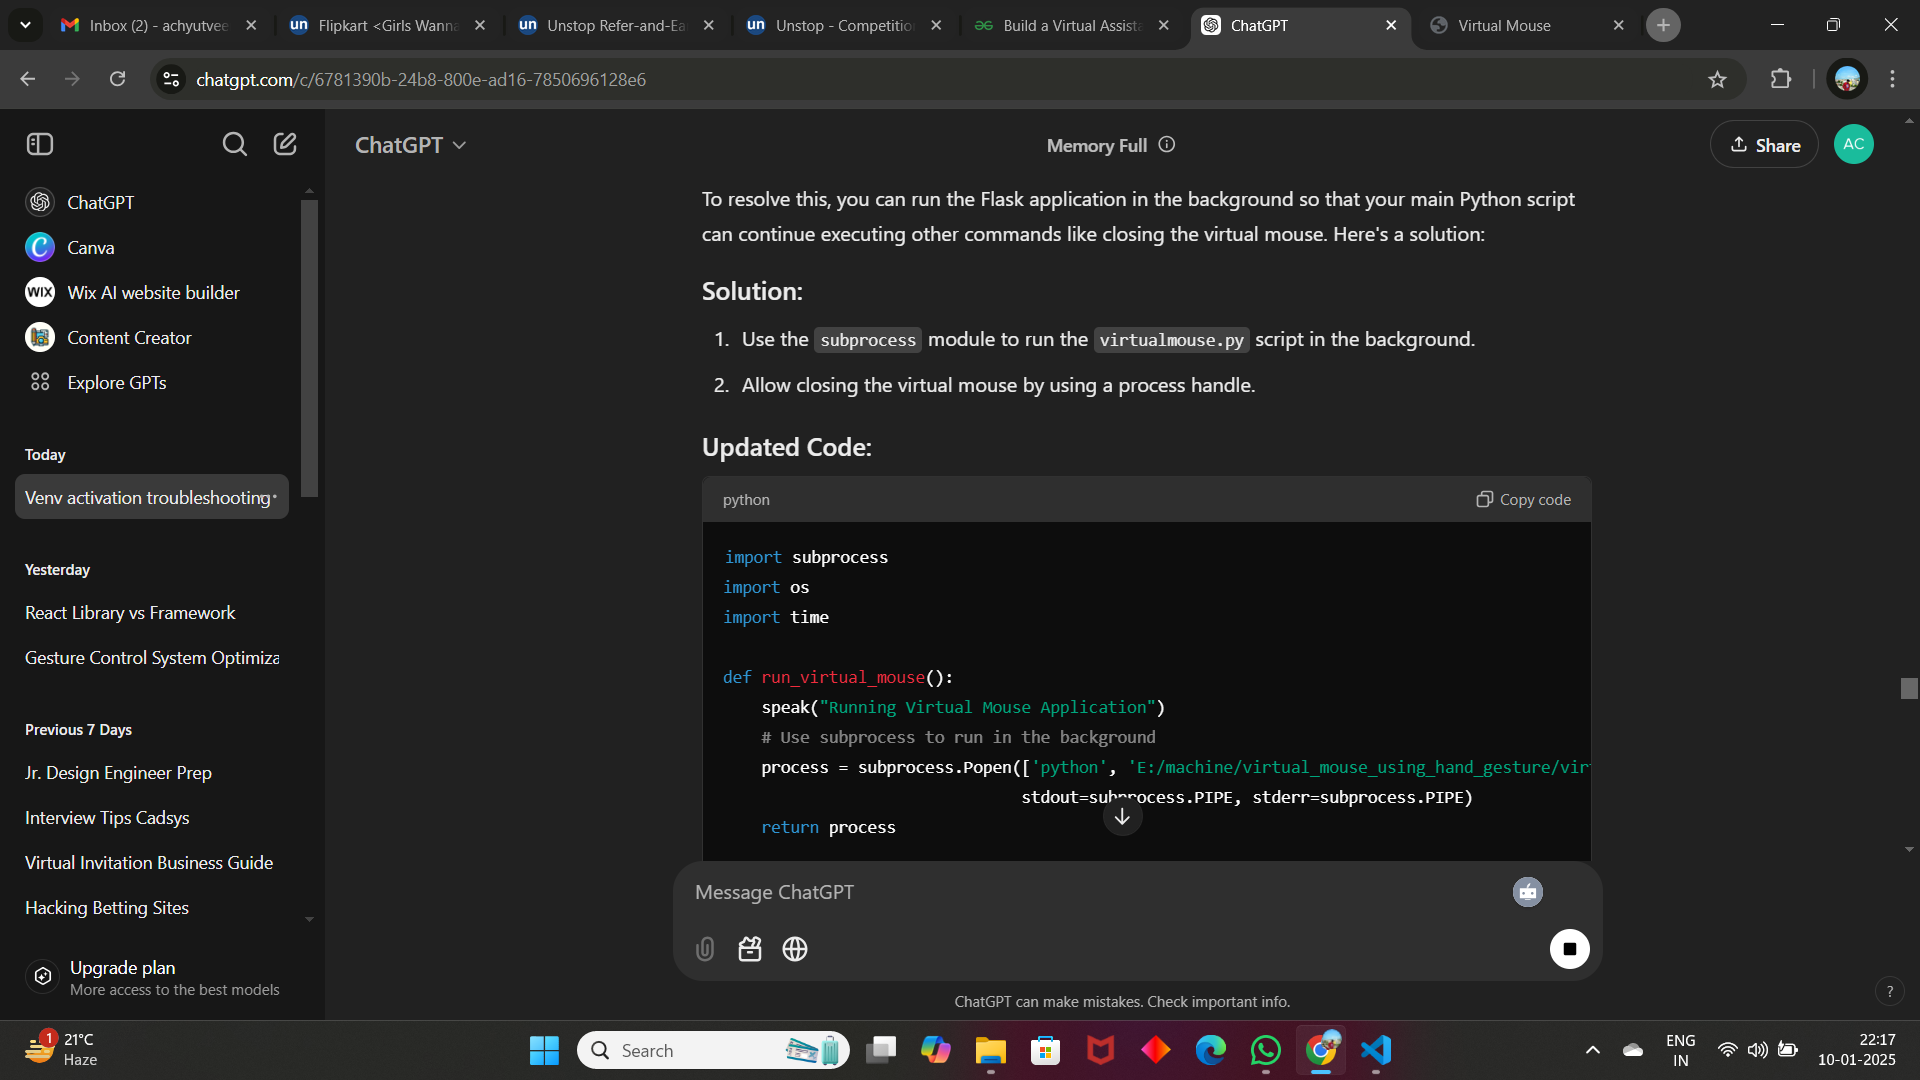 Inbox (2) - achyutvee
Flipkart <Girls Wanna
Unstop Refer-and-Ea
Unstop - Competition
Build a Virtual Assista
ChatGPT
Virtual Mouse
chatgpt.com/c/6781390b-24b8-800e-ad16-7850696128e6
ChatGPT
Memory Full
Share
AC
ChatGPT
Canva
WIX
Wix AI website builder
Content Creator
Explore GPTs
Today
Venv activation troubleshooting
Yesterday
React Library vs Framework
Gesture Control System Optimiza
Previous 7 Days
Jr. Design Engineer Prep
Interview Tips Cadsys
Virtual Invitation Business Guide
Hacking Betting Sites
Upgrade plan
More access to the best models
To resolve this, you can run the Flask application in the background so that your main Python script
can continue executing other commands like closing the virtual mouse. Here's a solution:
Solution:
1. Use the subprocess module to run the virtualmouse.py script in the background.
2. Allow closing the virtual mouse by using a process handle.
Updated Code:
python
Copy code
import subprocess
import os
import time
def run_virtual_mouse():
speak("Running Virtual Mouse Application")
# Use subprocess to run in the background
process = subprocess.Popen(['python', 'E:/machine/virtual_mouse_using_hand_gesture/vir
stdout=subprocess.PIPE, stderr=subprocess.PIPE)
return process
Message ChatGPT
ChatGPT can make mistakes. Check important info.
?
1
21°C
Haze
Search
ENG
IN
22:17
10-01-2025